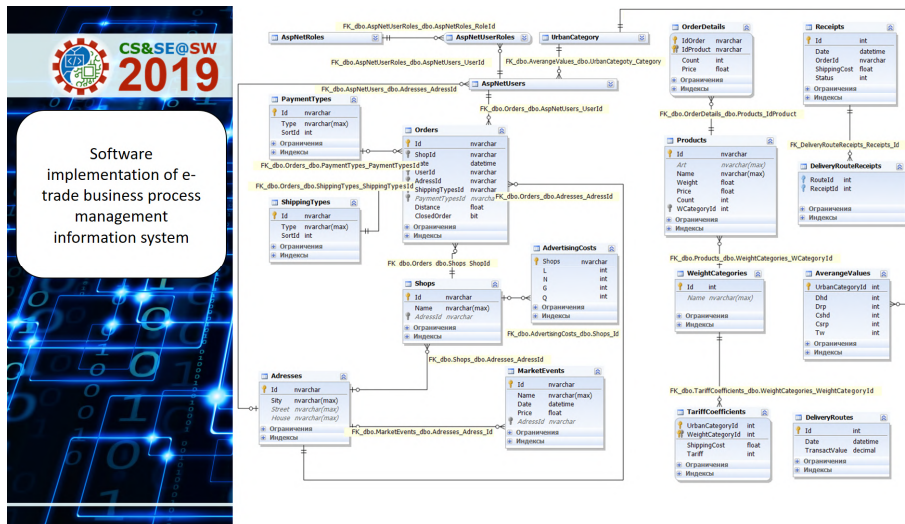 CS&SE@SW
2019
Software
implementation of e-
trade business process
management
information system
FK_dbo.AspNetUserRoles_dbo.AspNetRoles_RoleId
AspNetRoles
AspNetUserRoles
UrbanCategory
FK_dbo.AspNetUserRoles_dbo.AspNetUsers_UserId
FK_dbo.AverangeValues_dbo.UrbanCategoty_Category
AspNetUsers
FK_dbo.AspNetUsers_dbo.Adresses_AdressId
FK_dbo.Orders_dbo.AspNetUsers_UserId
PaymentTypes
Id nvarchar
Type nvarchar(max)
SortId int
Ограничения
Индексы
FK_dbo.Orders_dbo.PaymentTypes_PaymentTypesId
FK_dbo.Orders_dbo.ShippingTypes_ShippingTypesId
ShippingTypes
Id nvarchar
Type nvarchar(max)
SortId int
Ограничения
Индексы
Orders
Id nvarchar
ShopId nvarchar
datetime
UserId nvarchar
AdressId nvarchar
ShippingTypesId nvarchar
PaymentTypesId
Distance float
ClosedOrder bit
Ограничения
Индексы
FK_dbo.Orders_dbo.Adresses_AdressId
FK_dbo.Orders_dbo.Shops_ShopId
Shops
Id nvarchar
Name nvarchar(max)
AdressId nvarchar
Ограничения
Индексы
AdvertisingCosts
Shops nvarchar
L int
N int
G int
Q int
Ограничения
Индексы
FK_dbo.AdvertisingCosts_dbo.Shops_Id
FK_dbo.Shops_dbo.Adresses_AdressId
Adresses
Id nvarchar
Sity nvarchar(max)
Street nvarchar(max)
House nvarchar(max)
Ограничения
Индексы
FK_dbo.MarketEvents_dbo.Adresses_Adress_Id
MarketEvents
Id nvarchar
Name nvarchar(max)
Date datetime
Price float
AdressId nvarchar
Ограничения
Индексы
OrderDetails
IdOrder nvarchar
IdProduct nvarchar
Count int
Price float
Ограничения
Индексы
FK_dbo.OrderDetails_dbo.Products_IdProduct
Products
Id nvarchar
Art nvarchar(max)
Name nvarchar(max)
Weight float
Price float
Count int
WCategoryId int
Ограничения
Индексы
FK_dbo.Products_dbo.WeightCategories_WCategoryId
WeightCategories
Id int
Name nvarchar(max)
Ограничения
Индексы
FK_dbo.TariffCoefficients_dbo.WeightCategories_WeightCategoryId
TariffCoefficients
UrbanCategoryId int
WeightCategoryId int
ShippingCost float
Tariff int
Ограничения
Индексы
Receipts
Id int
Date datetime
OrderId nvarchar
ShippingCost float
Status int
Ограничения
Индексы
FK_DeliveryRouteReceipts_Receipts_Id
DeliveryRouteReceipts
RouteId int
ReceiptId int
Ограничения
Индексы
AverangeValues
UrbanCategoryId int
Dhd int
Drp int
Cshd int
Csrp int
Tw int
Ограничения
Индексы
DeliveryRoutes
Id int
Date datetime
TransactValue decimal
Ограничения
Индексы